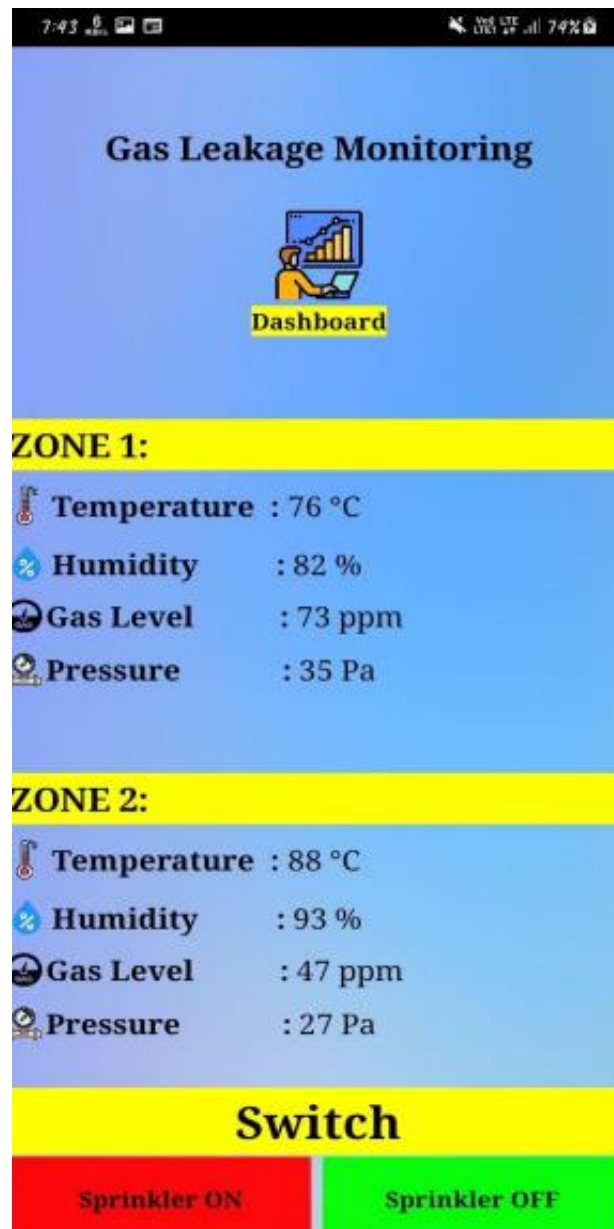 7:43
74%
Gas Leakage Monitoring
Dashboard
ZONE 1:
Temperature : 76 °C
Humidity : 82 %
Gas Level : 73 ppm
Pressure : 35 Pa
ZONE 2:
Temperature : 88 °C
Humidity : 93 %
Gas Level : 47 ppm
Pressure : 27 Pa
Switch
Sprinkler ON
Sprinkler OFF